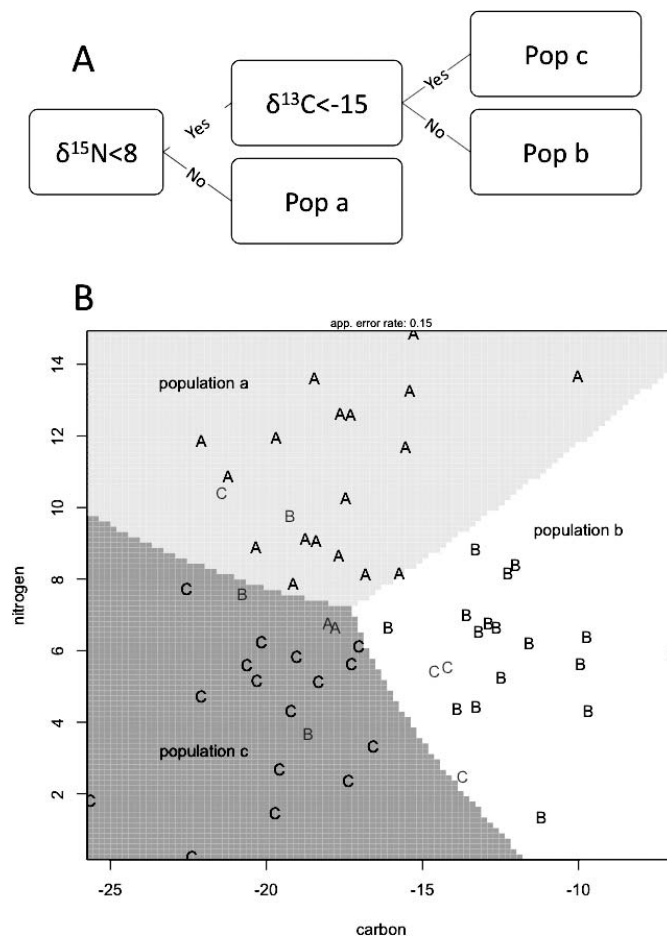 A
Pop c
Yes
δ¹³C<-15
Yes
No
δ¹⁵N<8
Pop b
No
Pop a
B
app. error rate: 0.15
A
14
population a
A
A
A
A A
12
A
A
A
A
C
A
10
B
population b
A
A A
A
B
B
B
8
A
A
A
C
B
nitrogen
B
A A
B
B
B B
6
C
C
B
B
C
C
C
C C
B
C
C
B
4
C
C
B B
B
B
population c
C
C
C
C
2
C
C
B
C
-25
-20
-15
-10
carbon